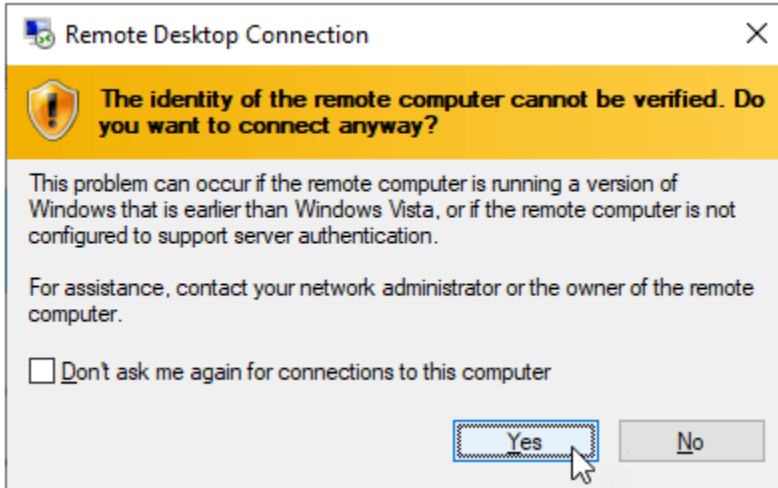 Remote Desktop Connection
The identity of the remote computer cannot be verified. Do
you want to connect anyway?
This problem can occur if the remote computer is running a version of
Windows that is earlier than Windows Vista, or if the remote computer is not
configured to support server authentication.
For assistance, contact your network administrator or the owner of the remote
computer.
Don't ask me again for connections to this computer
Yes
No